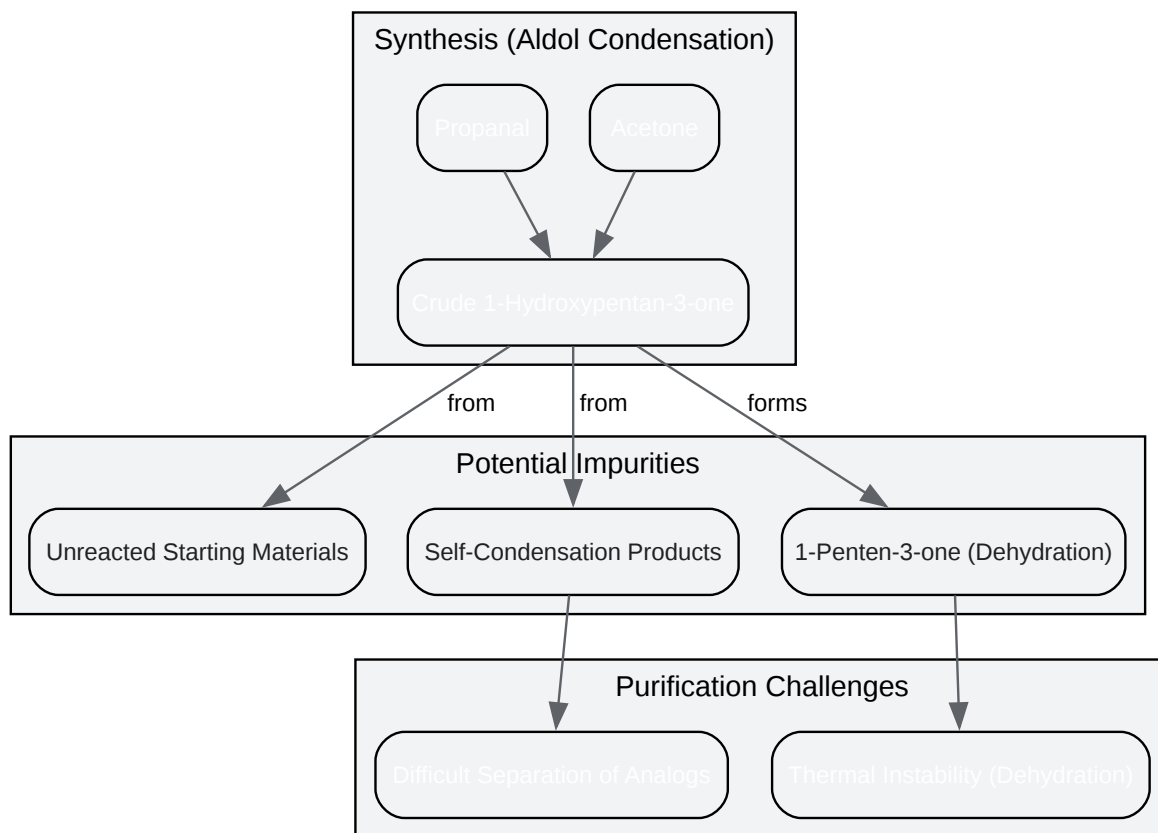 Synthesis (Aldol Condensation)
Propanal
Acetone
Crude 1-Hydroxypentan-3-one
from
from
forms
Potential Impurities
Unreacted Starting Materials
Self-Condensation Products
1-Penten-3-one (Dehydration)
Purification Challenges
Difficult Separation of Analogs
Thermal Instability (Dehydration)